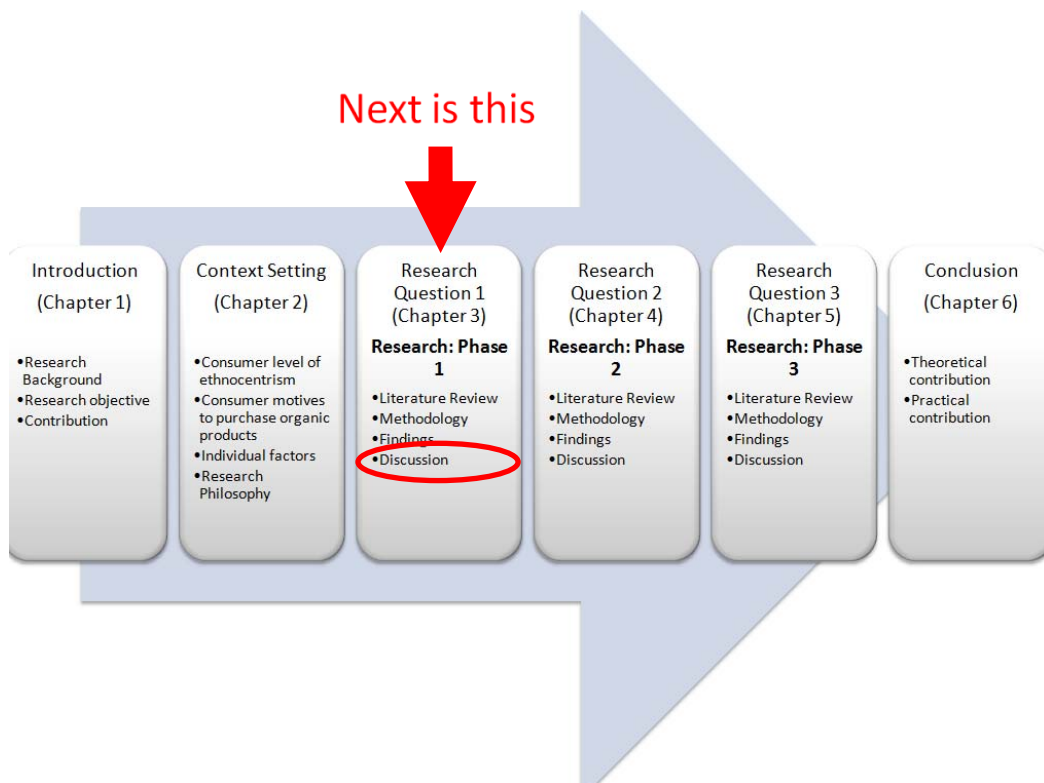 Next is this
Introduction
(Chapter 1)
•Research
Background
•Research objective
•Contribution
Context Setting
(Chapter 2)
•Consumer level of
ethnocentrism
•Consumer motives
to purchase organic
products
•Individual factors
•Research
Philosophy
Research
Question 1
(Chapter 3)
Research: Phase
1
•Literature Review
•Methodology
•Findings
•Discussion
Research
Question 2
(Chapter 4)
Research: Phase
2
•Literature Review
•Methodology
•Findings
•Discussion
Research
Question 3
(Chapter 5)
Research: Phase
3
•Literature Review
•Methodology
•Findings
•Discussion
Conclusion
(Chapter 6)
•Theoretical
contribution
•Practical
contribution